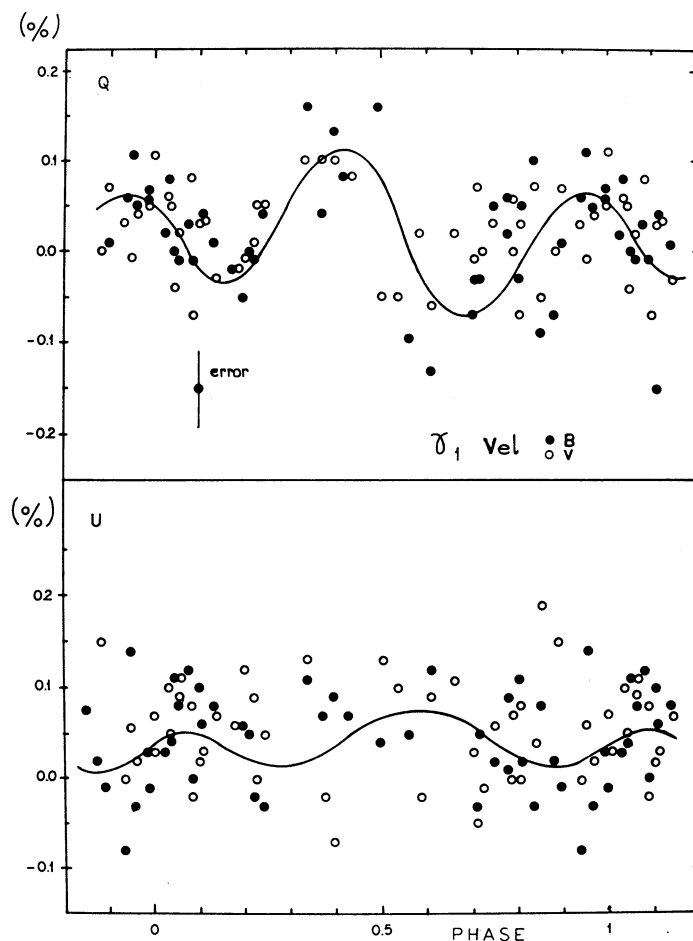 (%)
0.2
Q
0.1
0.0
-0.1
error
-0.2
γ1 Vel ● B
○ V
(%)
U
0.2
0.1
0.0
-0.1
0 0.5 PHASE 1